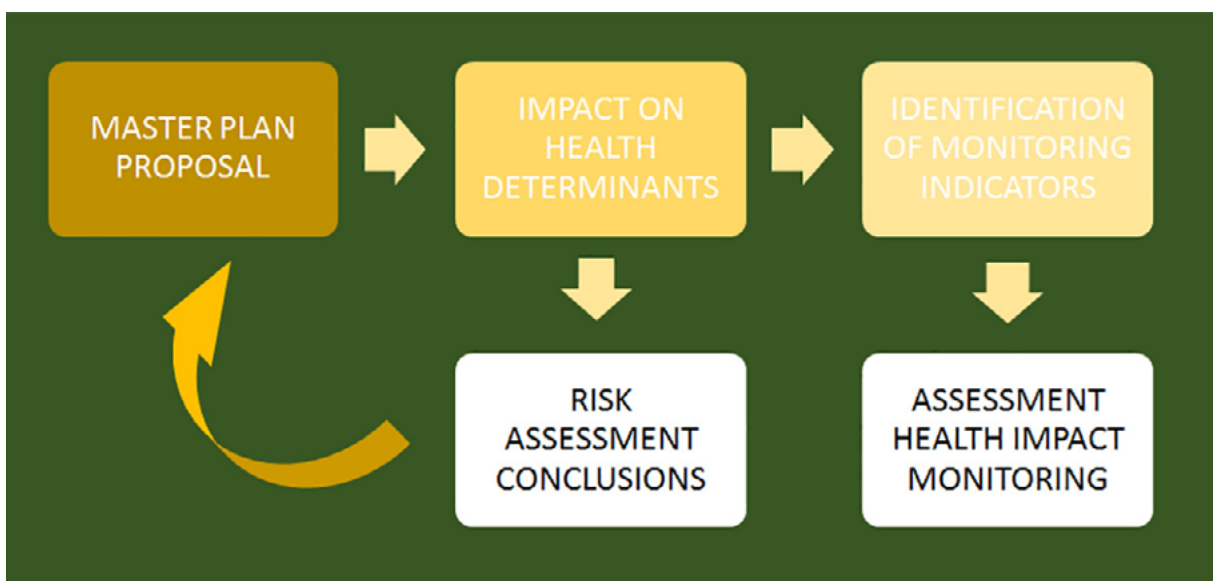 MASTER PLAN
PROPOSAL
IMPACT ON
HEALTH
DETERMINANTS
IDENTIFICATION
OF MONITORING
INDICATORS
RISK
ASSESSMENT
CONCLUSIONS
ASSESSMENT
HEALTH IMPACT
MONITORING